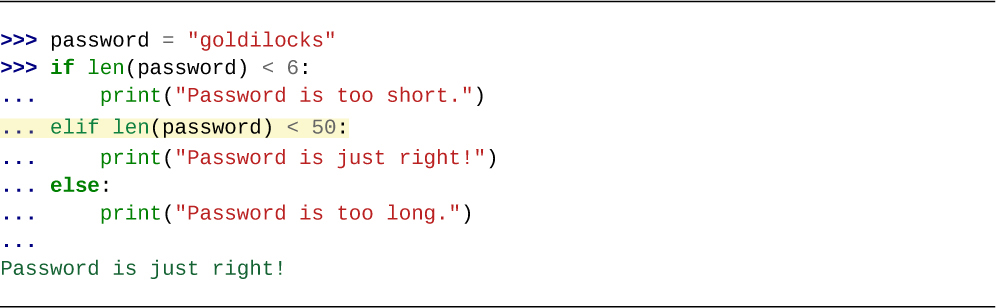 >>> password = "goldilocks"
>>> if len(password) < 6:
...     print("Password is too short.")
... elif len(password) < 50:
...     print("Password is just right!")
... else:
...     print("Password is too long.")
...
Password is just right!